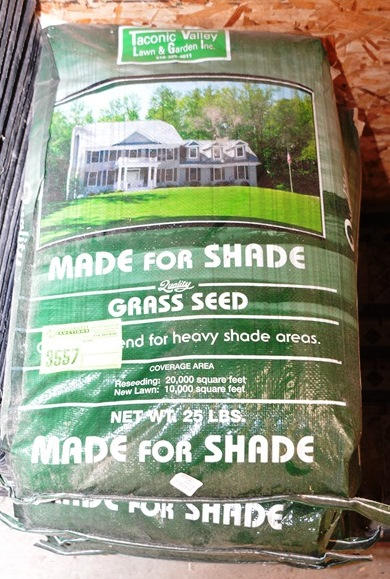 Taconic Valley
Lawn & Garden Inc.
MADE FOR SHADE
Quality
GRASS SEED
for heavy shade areas.
3557
COVERAGE AREA
Reseeding: 20,000 square feet
New Lawn: 10,000 square feet
NET WT. 25 LBS.
MADE FOR SHADE
MADE FOR SHADE